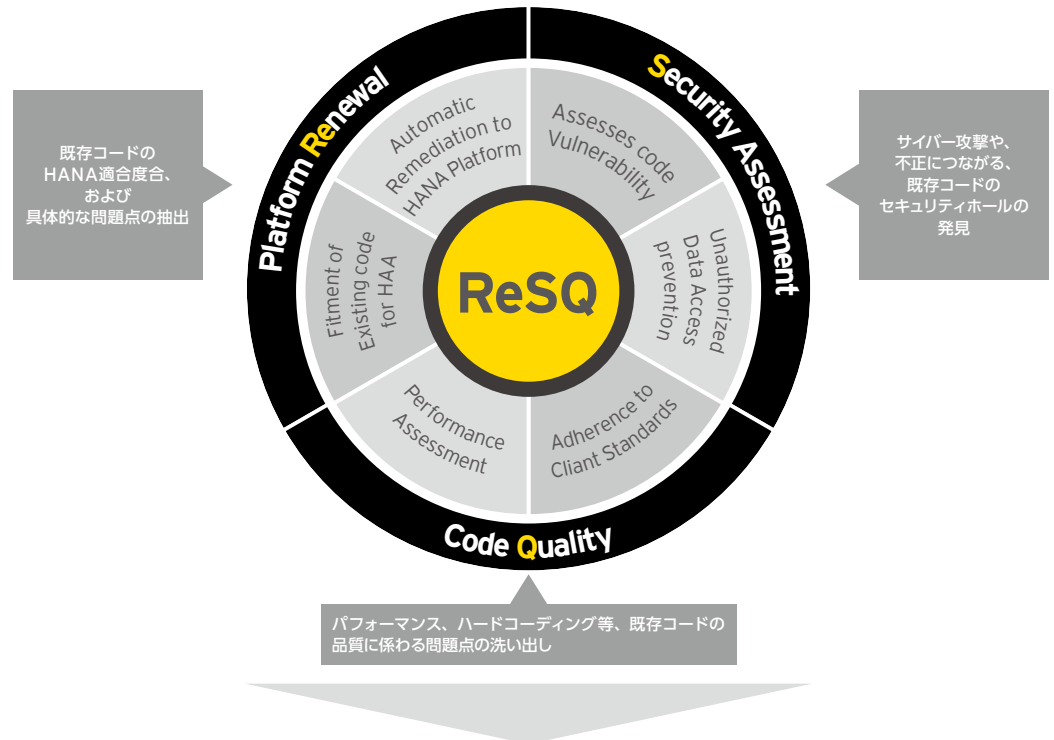 Platform Renewal
Security Assessment
Code Quality
Automatic
Remediation to
HANA Platform
Assesses code
Vulnerability
Fitment of
Existing code
for HAA
Unauthorized
Data Access
prevention
Performance
Assessment
Adherence to
Cliant Standards
ReSQ
既存コードの
HANA適合度合、
および
具体的な問題点の抽出
サイバー攻撃や、
不正につながる、
既存コードの
セキュリティホールの
発見
パフォーマンス、ハードコーディング等、既存コードの
品質に係わる問題点の洗い出し